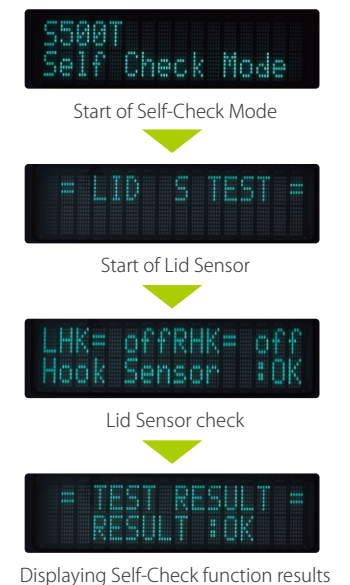 S500T
Self Check Mode
Start of Self-Check Mode
= LID S TEST =
Start of Lid Sensor
LHK= offRHK= off
Hook Sensor :OK
Lid Sensor check
= TEST RESULT =
RESULT :OK
Displaying Self-Check function results